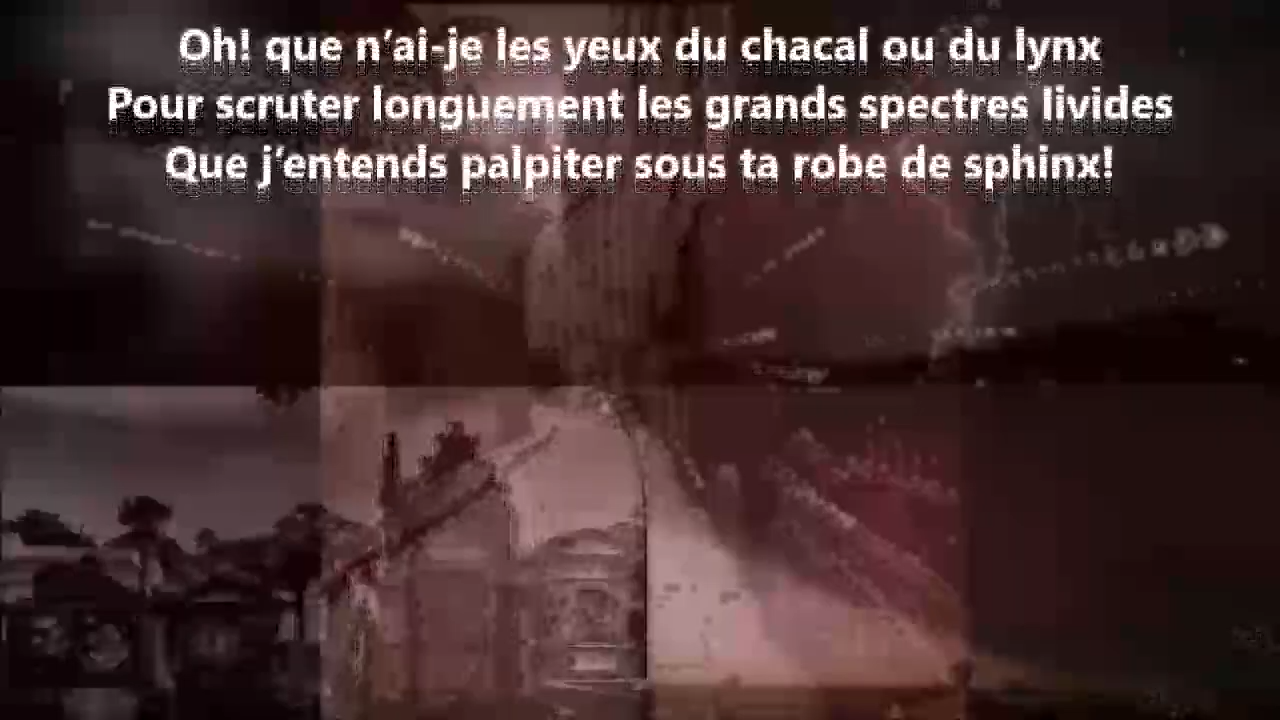 Oh! que n’ai-je les yeux du chacal ou du lynx
Pour scruter longuement les grands spectres livides
Que j’entends palpiter sous ta robe de sphinx!